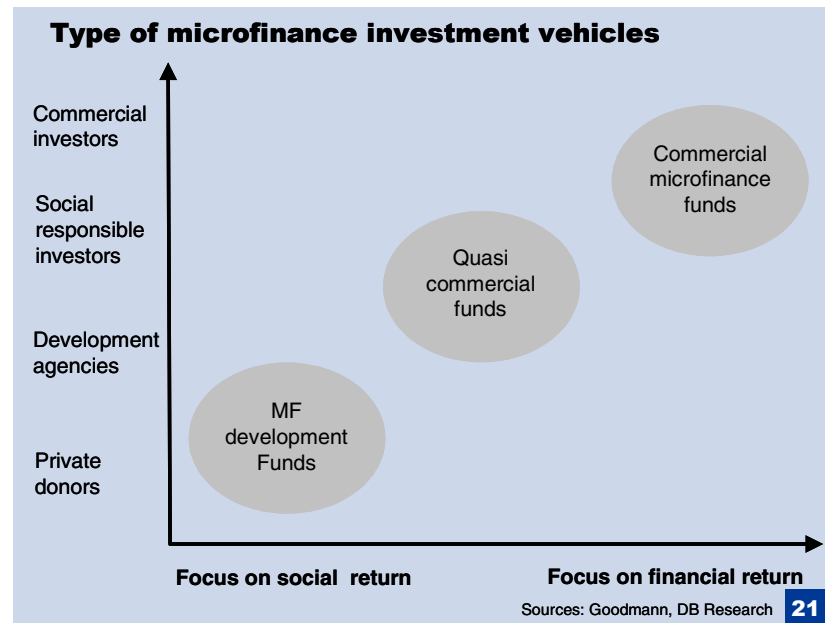 Type of microfinance investment vehicles
Commercial
investors
Social
responsible
investors
Development
agencies
Private
donors
Commercial
microfinance
funds
Quasi
commercial
funds
MF
development
Funds
Focus on social return
Focus on financial return
Sources: Goodmann, DB Research
21